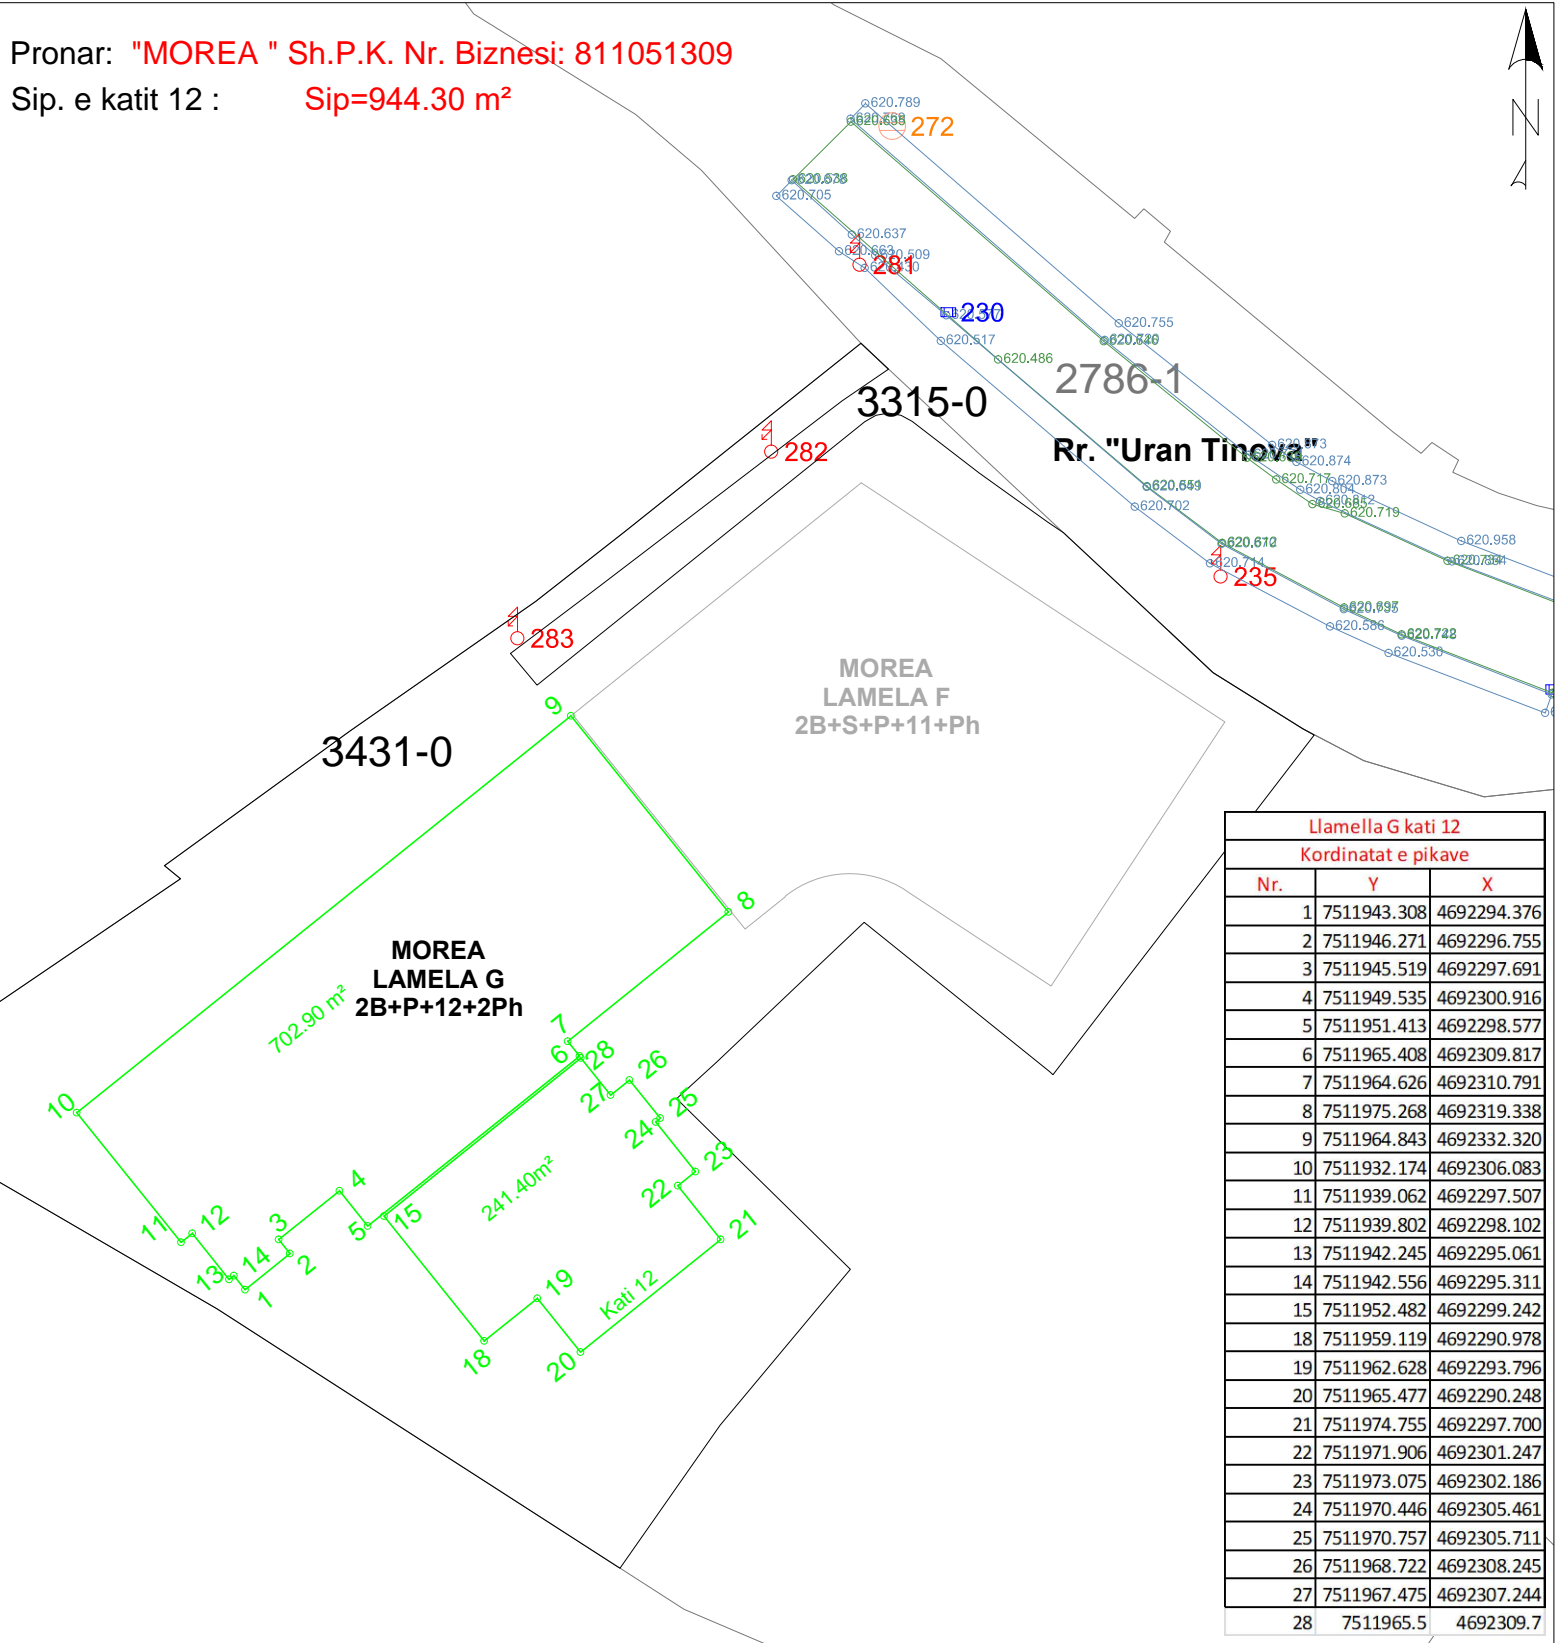 Pronar: "MOREA " Sh.P.K. Nr. Biznesi: 811051309
Sip. e katit 12 : Sip=944.30 m²
N
620.789
272
620.705
620.637
620.663
620.509
281
620.430
230
620.517
620.755
620.486
2786-1
3315-0
282
Rr. "Uran Tinova"
620.874
620.717
620.873
620.804
620.719
620.702
620.958
620.714
235
620.586
620.530
283
MOREA
LAMELA F
2B+S+P+11+Ph
3431-0
9
8
MOREA
LAMELA G
2B+P+12+2Ph
702.90 m²
7
6
28
26
27
25
24
23
22
21
10
4
5
15
241.40m²
3
12
11
2
14
13
1
19
Kati 12
18
20
Llamella G kati 12
Kordinatat e pikave
Nr. Y X
1 7511943.308 4692294.376
2 7511946.271 4692296.755
3 7511945.519 4692297.691
4 7511949.535 4692300.916
5 7511951.413 4692298.577
6 7511965.408 4692309.817
7 7511964.626 4692310.791
8 7511975.268 4692319.338
9 7511964.843 4692332.320
10 7511932.174 4692306.083
11 7511939.062 4692297.507
12 7511939.802 4692298.102
13 7511942.245 4692295.061
14 7511942.556 4692295.311
15 7511952.482 4692299.242
18 7511959.119 4692290.978
19 7511962.628 4692293.796
20 7511965.477 4692290.248
21 7511974.755 4692297.700
22 7511971.906 4692301.247
23 7511973.075 4692302.186
24 7511970.446 4692305.461
25 7511970.757 4692305.711
26 7511968.722 4692308.245
27 7511967.475 4692307.244
28 7511965.5 4692309.7